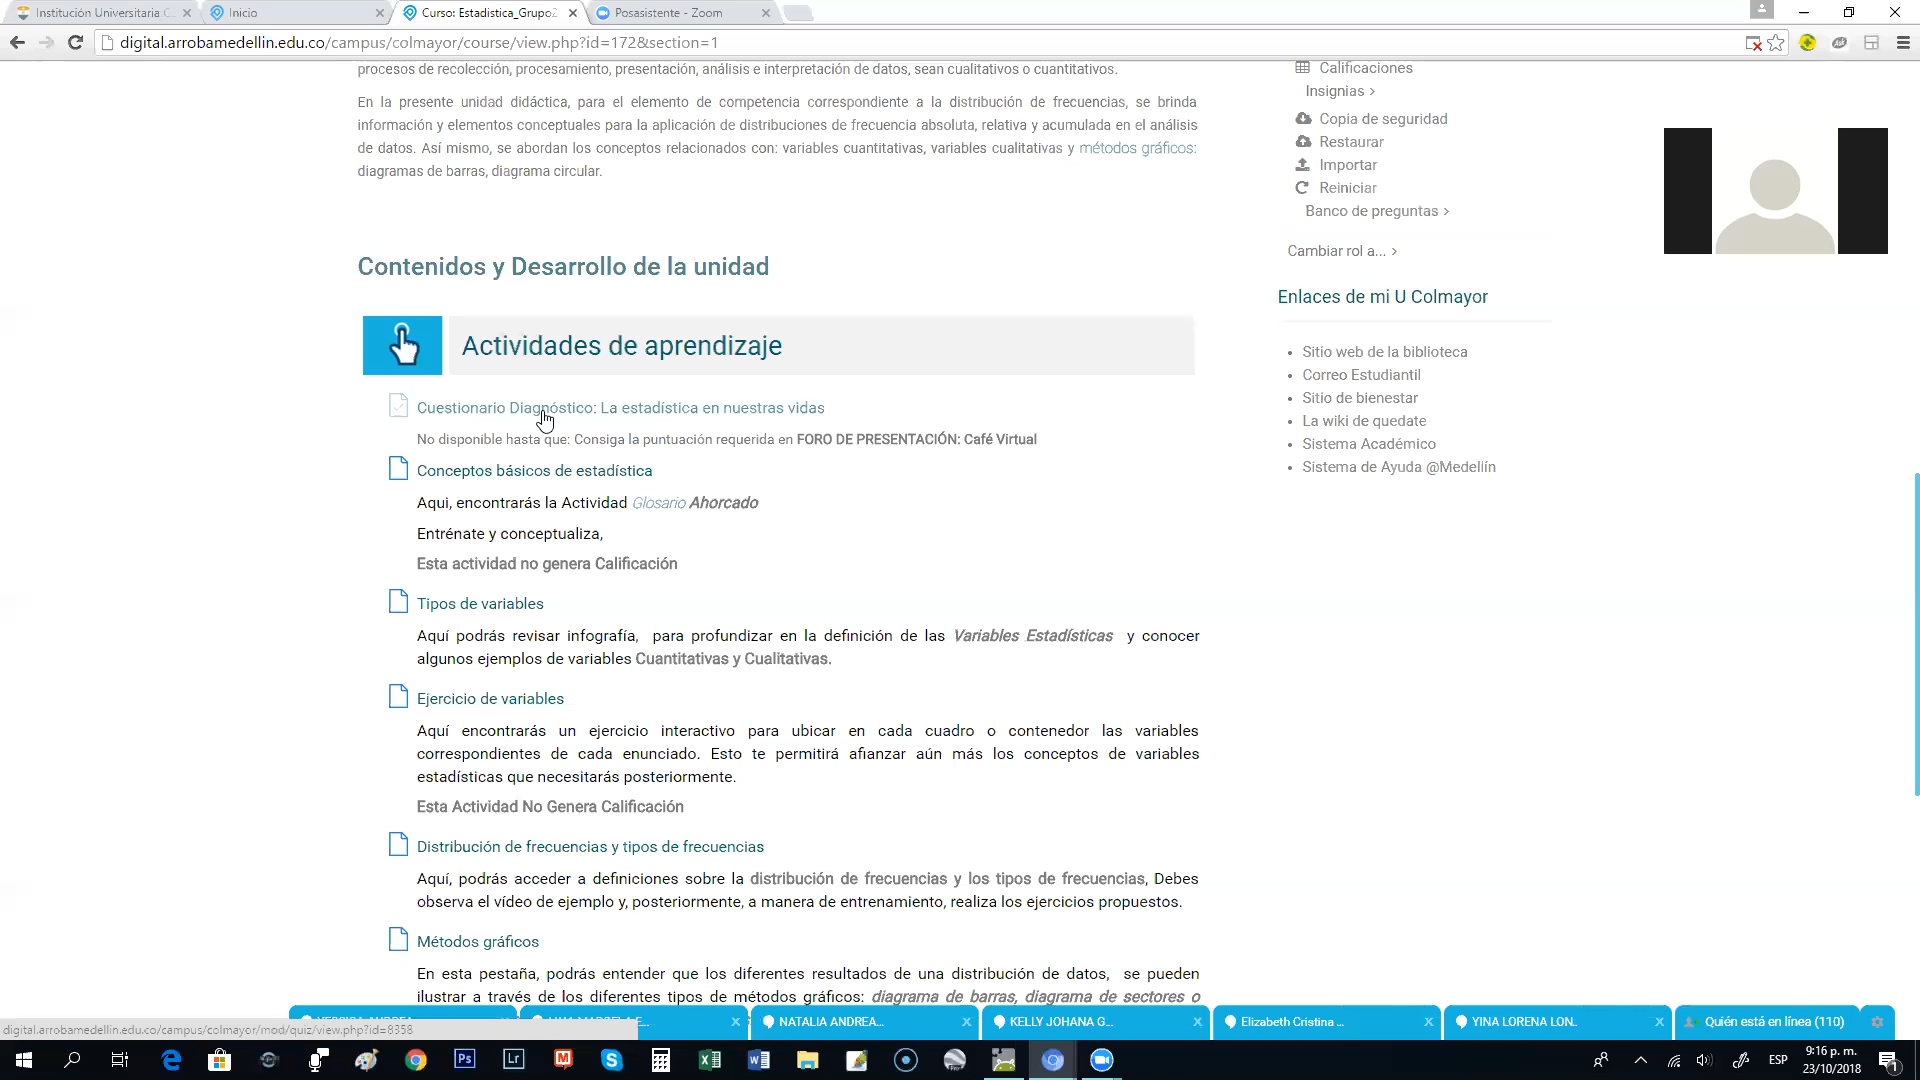 Institución Universitaria C
Inicio
Curso: Estadistica_Grupo2
Posasistente - Zoom
digital.arrobamedellin.edu.co/campus/colmayor/course/view.php?id=172&section=1
procesos de recolección, procesamiento, presentación, análisis e interpretación de datos, sean cualitativos o cuantitativos.
En la presente unidad didáctica, para el elemento de competencia correspondiente a la distribución de frecuencias, se brinda
información y elementos conceptuales para la aplicación de distribuciones de frecuencia absoluta, relativa y acumulada en el análisis
de datos. Así mismo, se abordan los conceptos relacionados con: variables cuantitativas, variables cualitativas y métodos gráficos:
diagramas de barras, diagrama circular.
Contenidos y Desarrollo de la unidad
Actividades de aprendizaje
Cuestionario Diagnóstico: La estadística en nuestras vidas
No disponible hasta que: Consiga la puntuación requerida en FORO DE PRESENTACIÓN: Café Virtual
Conceptos básicos de estadística
Aqui, encontrarás la Actividad Glosario Ahorcado
Entrénate y conceptualiza,
Esta actividad no genera Calificación
Tipos de variables
Aquí podrás revisar infografía, para profundizar en la definición de las Variables Estadísticas y conocer
algunos ejemplos de variables Cuantitativas y Cualitativas.
Ejercicio de variables
Aquí encontrarás un ejercicio interactivo para ubicar en cada cuadro o contenedor las variables
correspondientes de cada enunciado. Esto te permitirá afianzar aún más los conceptos de variables
estadísticas que necesitarás posteriormente.
Esta Actividad No Genera Calificación
Distribución de frecuencias y tipos de frecuencias
Aquí, podrás acceder a definiciones sobre la distribución de frecuencias y los tipos de frecuencias, Debes
observa el vídeo de ejemplo y, posteriormente, a manera de entrenamiento, realiza los ejercicios propuestos.
Métodos gráficos
En esta pestaña, podrás entender que los diferentes resultados de una distribución de datos, se pueden
ilustrar a través de los diferentes tipos de métodos gráficos: diagrama de barras, diagrama de sectores o
Calificaciones
Insignias >
Copia de seguridad
Restaurar
Importar
Reiniciar
Banco de preguntas >
Cambiar rol a... >
Enlaces de mi U Colmayor
Sitio web de la biblioteca
Correo Estudiantil
Sitio de bienestar
La wiki de quedate
Sistema Académico
Sistema de Ayuda @Medellín
NATALIA ANDREA...
x
KELLY JOHANA G...
x
Elizabeth Cristina ...
x
YINA LORENA LON..
x
Quién está en línea (110)
digital.arrobamedellin.edu.co/campus/colmayor/mod/quiz/view.php?id=8358
ESP
9:16 p. m.
23/10/2018